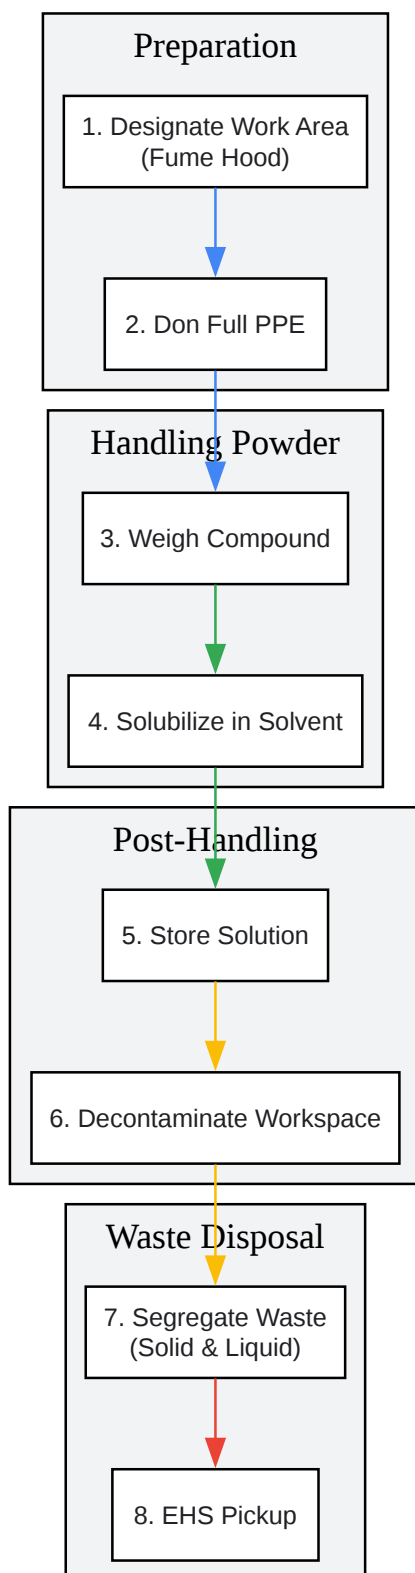 Preparation
1. Designate Work Area
(Fume Hood)
2. Don Full PPE
Handling Powder
3. Weigh Compound
4. Solubilize in Solvent
Post-Handling
5. Store Solution
6. Decontaminate Workspace
Waste Disposal
7. Segregate Waste
(Solid & Liquid)
8. EHS Pickup